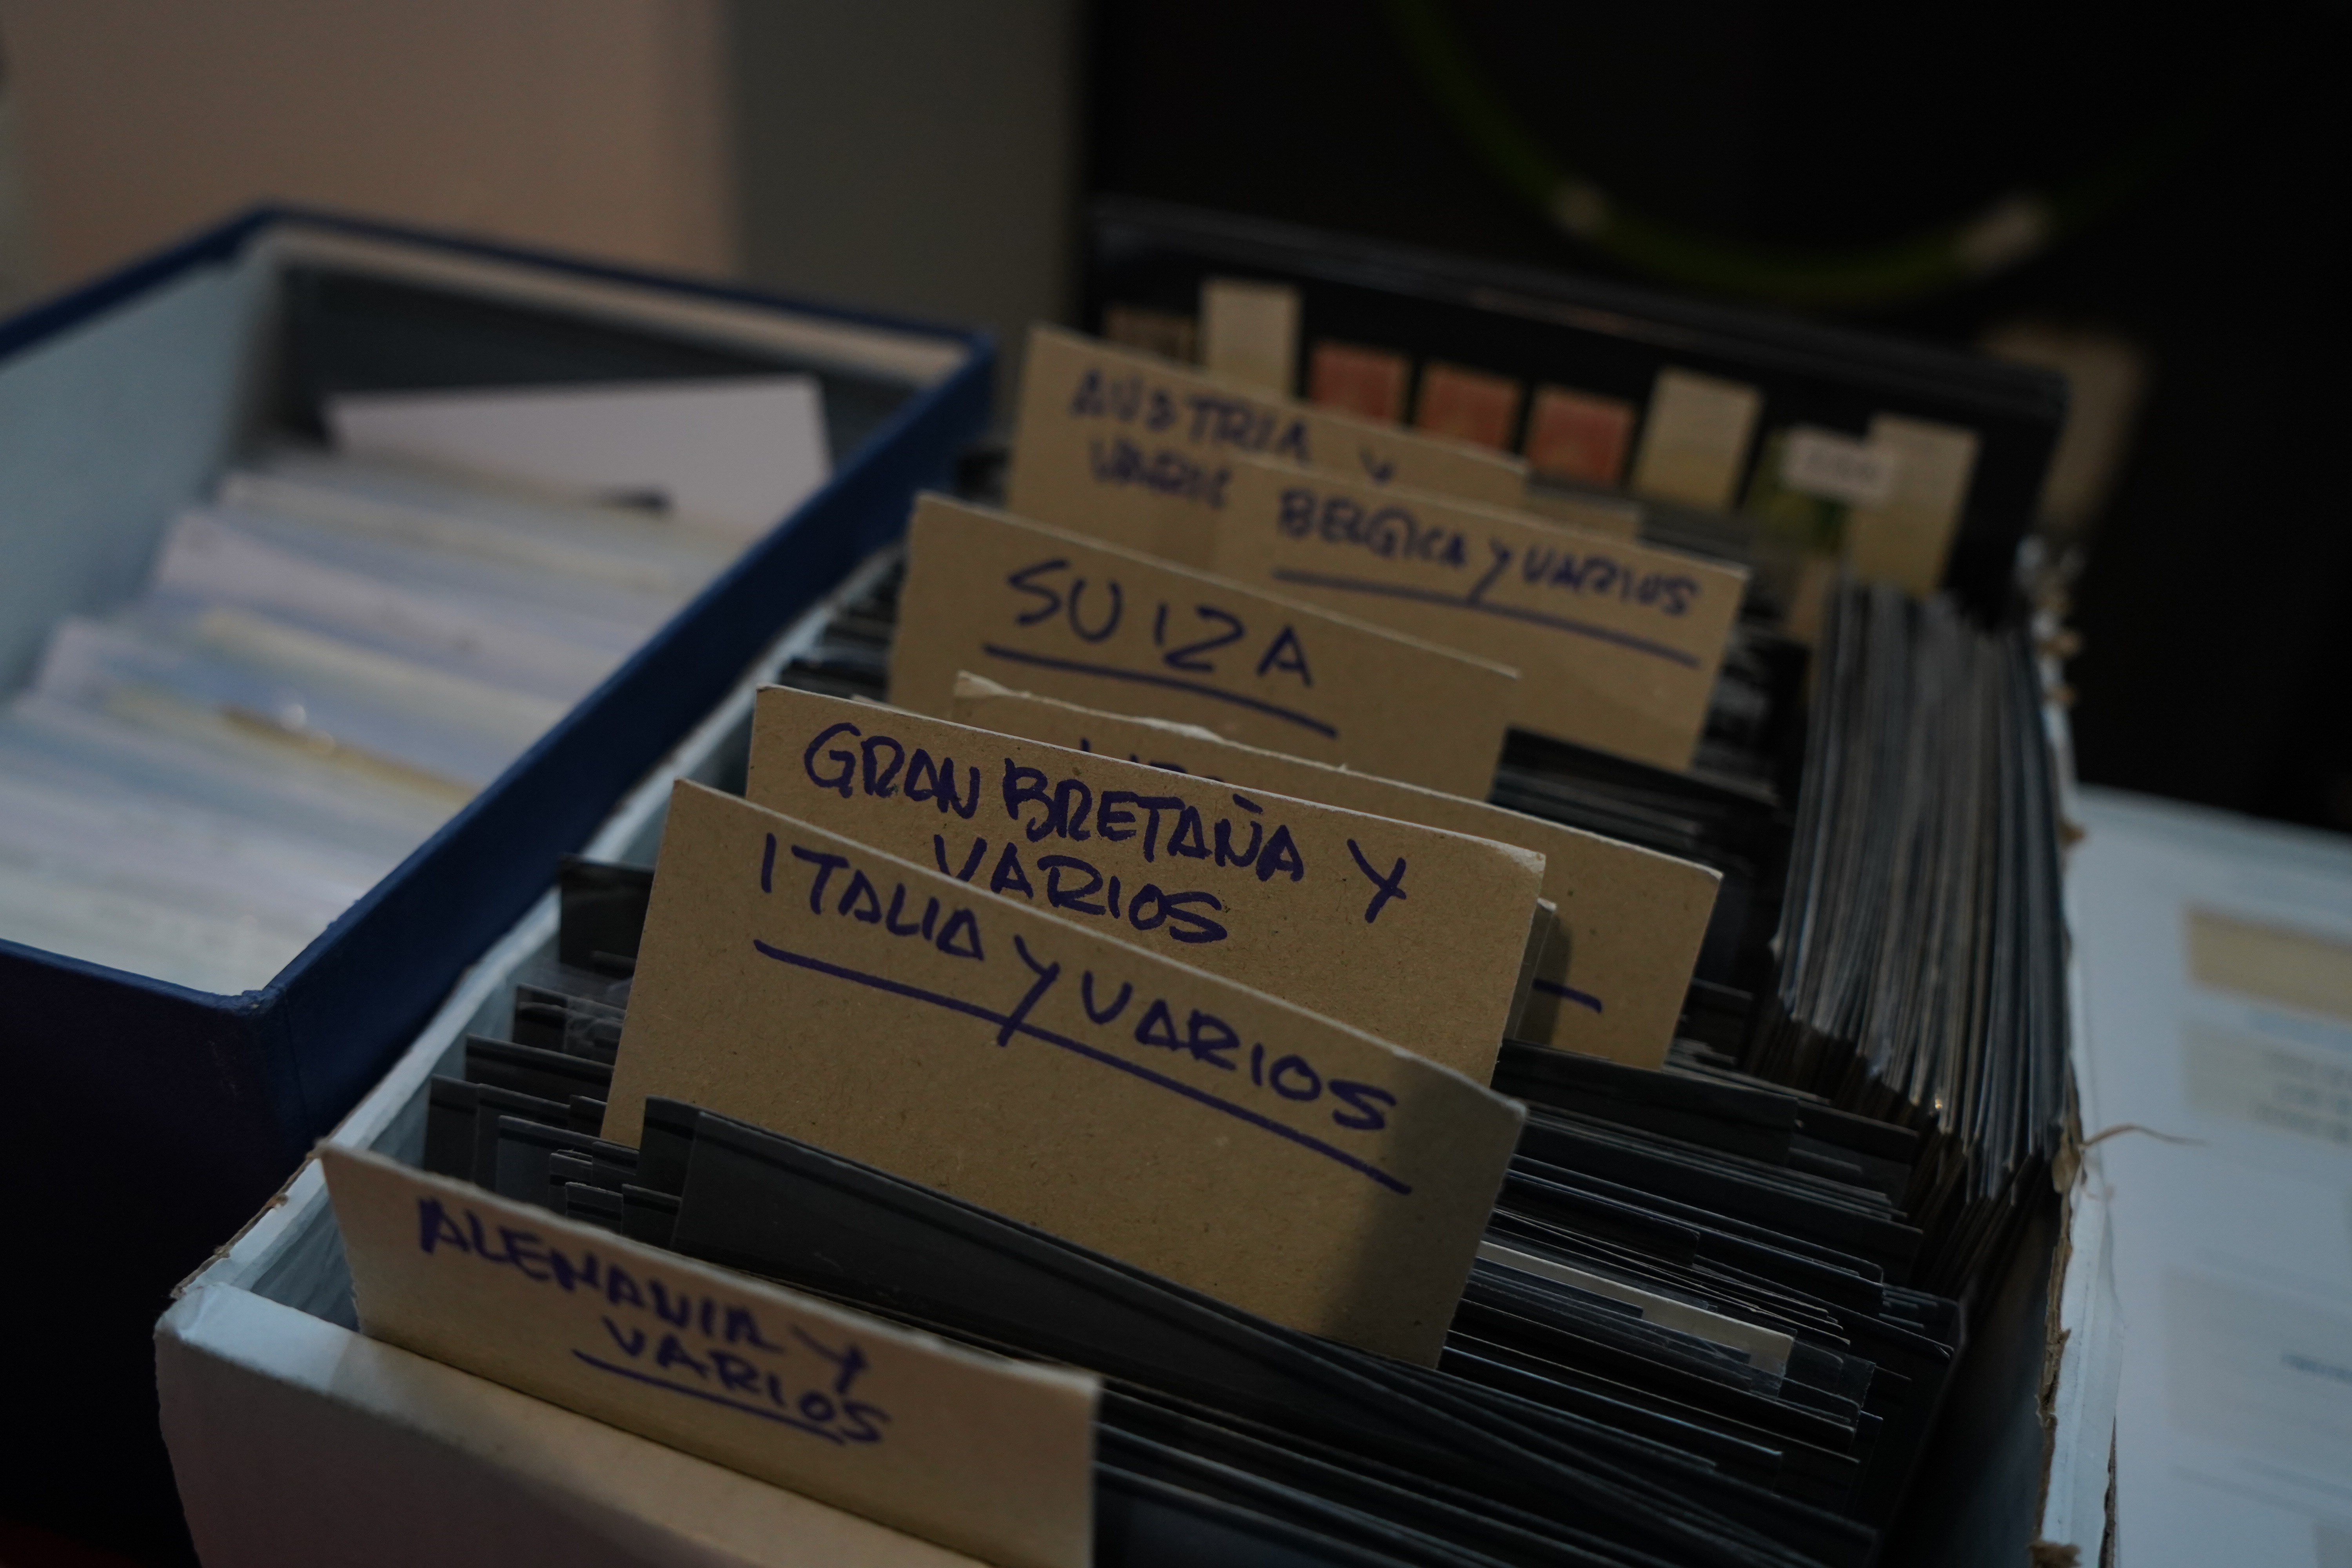 AUSTRIA Y
BELGICA Y VARIOS
SUIZA
GRAN BRETAÑA Y
VARIOS
ITALIA Y VARIOS
ALEMANIA Y
VARIOS